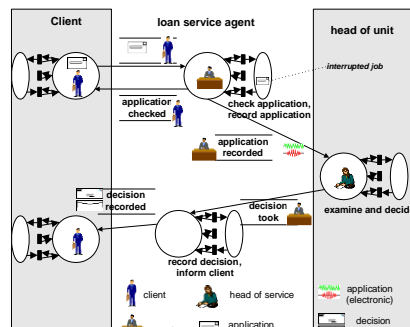 Client
loan service agent
head of unit
interrupted job
application
checked
check application,
record application
application
recorded
decision
recorded
examine and decide
decision
took
record decision,
inform client
client
head of service
application
application
(electronic)
decision